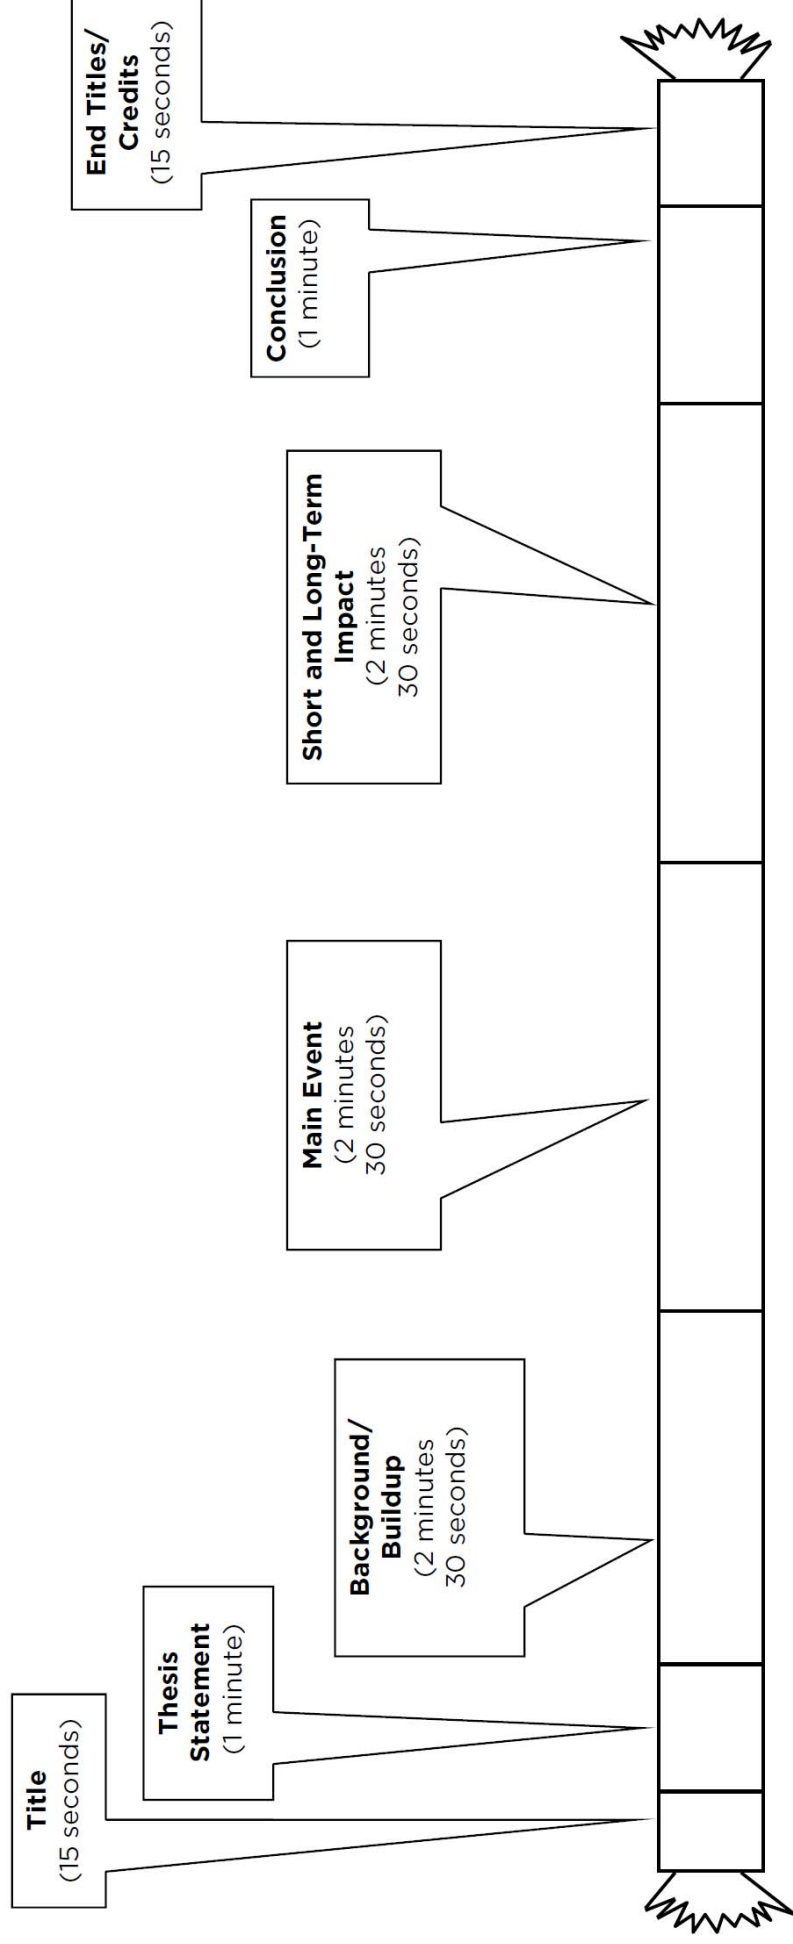 Title
(15 seconds)
Thesis
Statement
(1 minute)
Background/
Buildup
(2 minutes
30 seconds)
Main Event
(2 minutes
30 seconds)
Short and Long-Term
Impact
(2 minutes
30 seconds)
Conclusion
(1 minute)
End Titles/
Credits
(15 seconds)